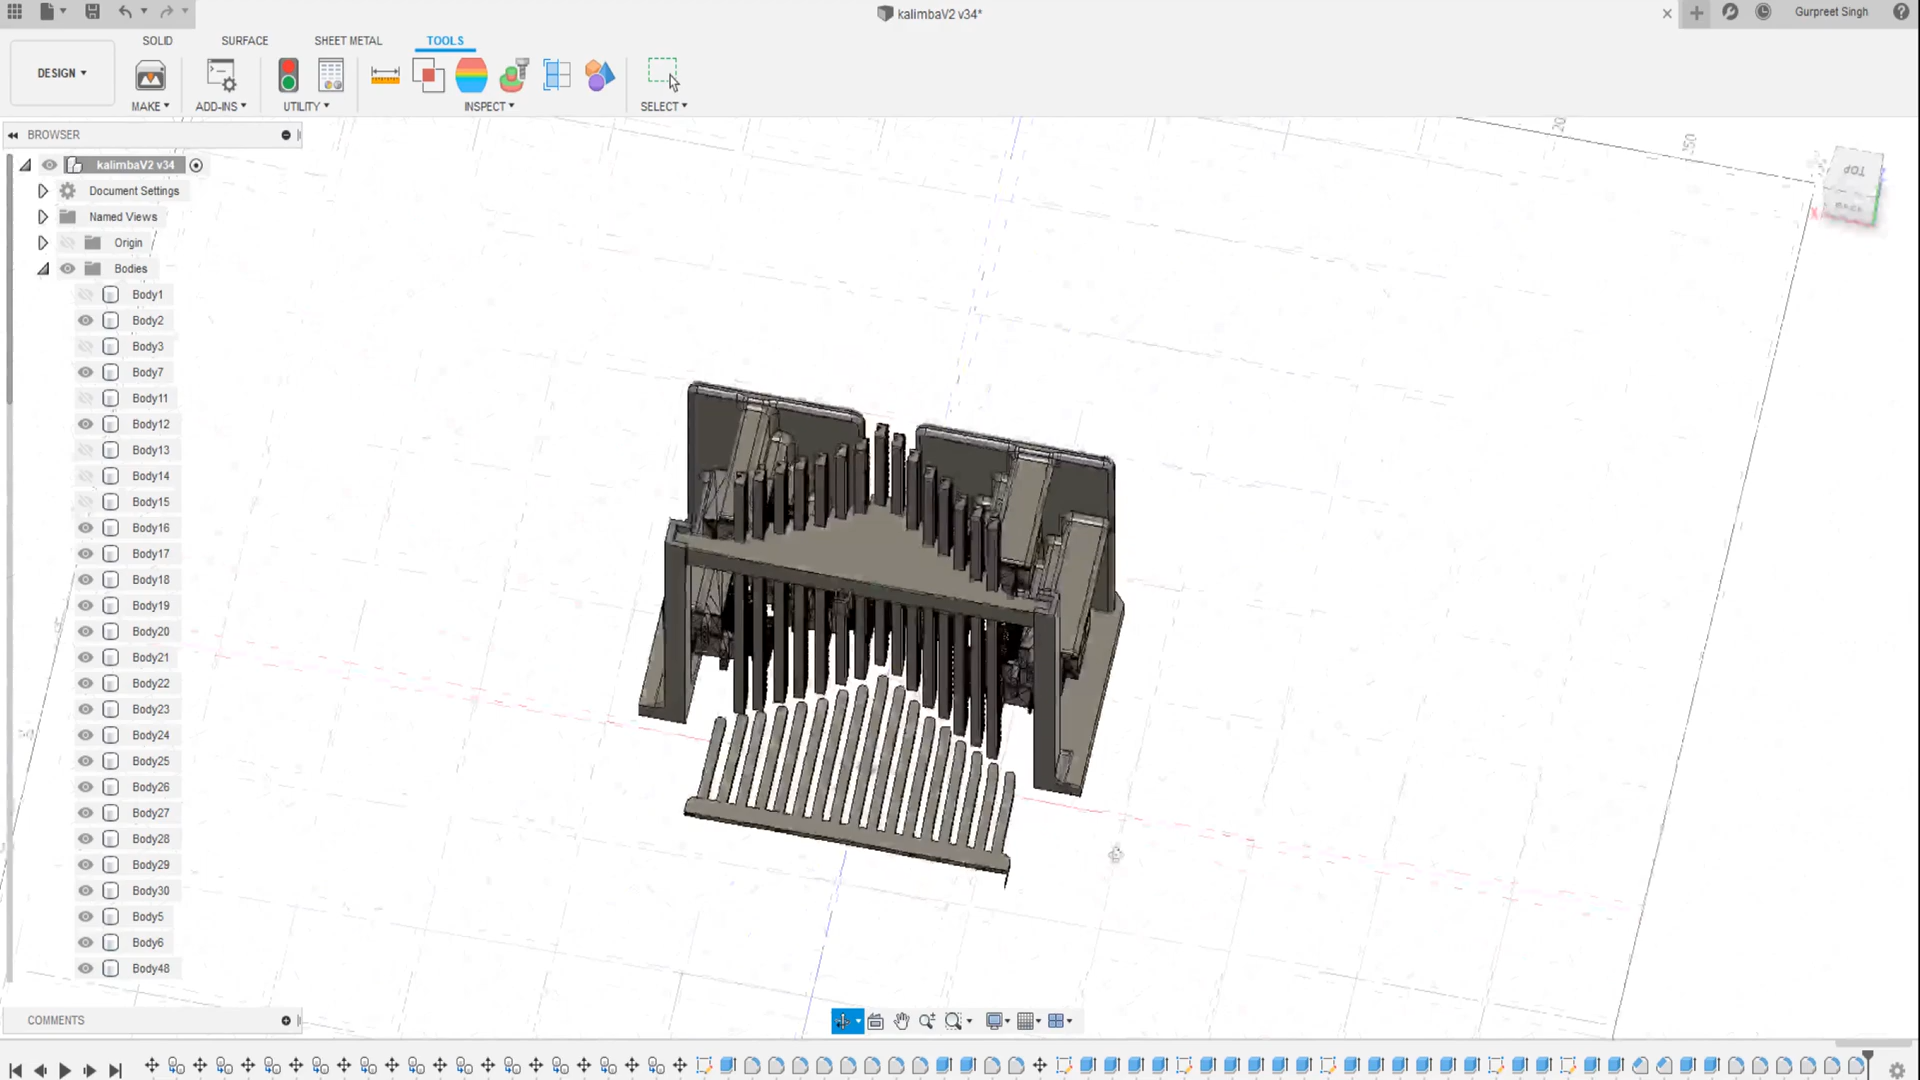 kalimbaV2 v34*
Gurpreet Singh
SOLID SURFACE SHEET METAL TOOLS
DESIGN
MAKE ADD-INS UTILITY INSPECT SELECT
BROWSER
kalimbaV2 v34
Document Settings
Named Views
Origin
Bodies
Body1
Body2
Body3
Body7
Body11
Body12
Body13
Body14
Body15
Body16
Body17
Body18
Body19
Body20
Body21
Body22
Body23
Body24
Body25
Body26
Body27
Body28
Body29
Body30
Body5
Body6
Body48
COMMENTS
TOP
BACK
X